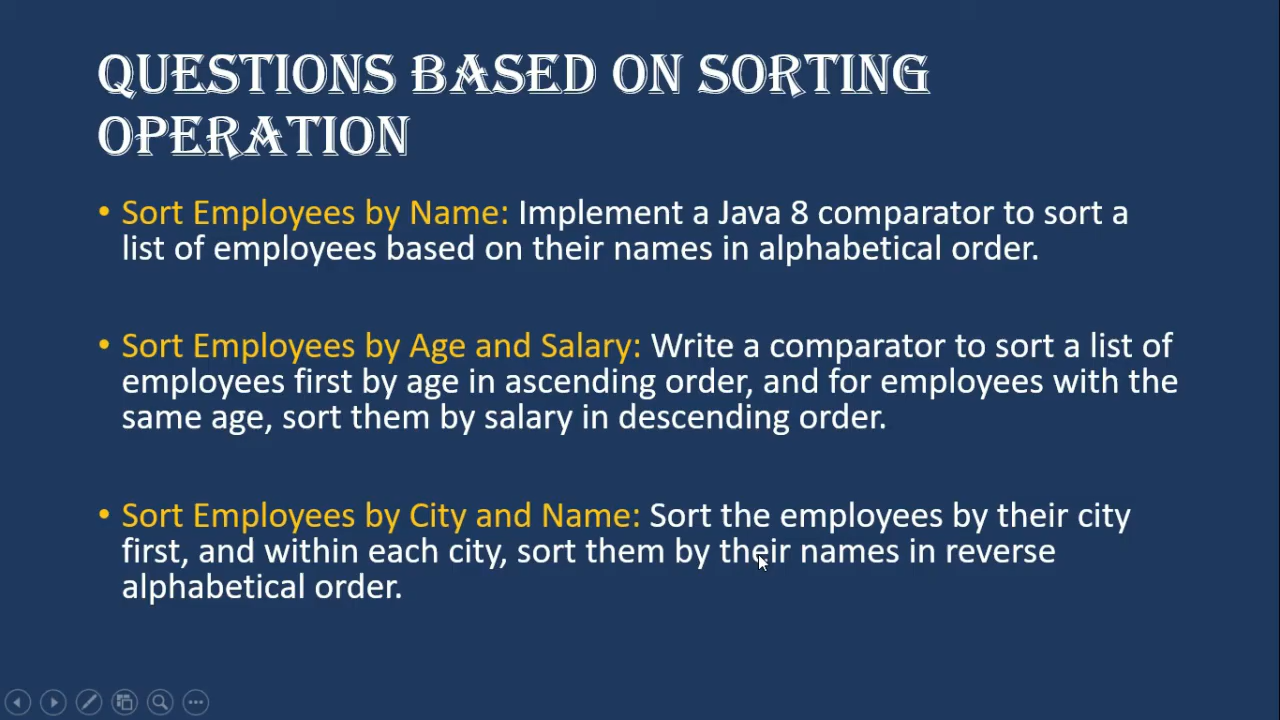 QUESTIONS BASED ON SORTING
OPERATION
• Sort Employees by Name: Implement a Java 8 comparator to sort a
list of employees based on their names in alphabetical order.
• Sort Employees by Age and Salary: Write a comparator to sort a list of
employees first by age in ascending order, and for employees with the
same age, sort them by salary in descending order.
• Sort Employees by City and Name: Sort the employees by their city
first, and within each city, sort them by their names in reverse
alphabetical order.